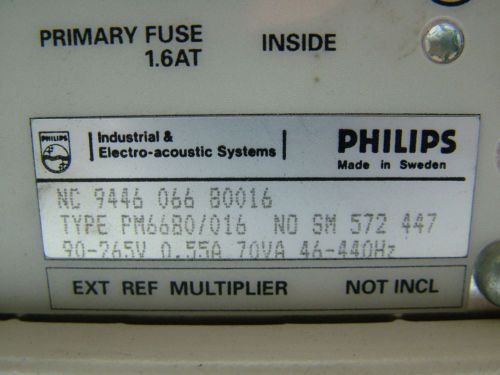 PRIMARY FUSE INSIDE
1.6AT
PHILIPS
Industrial &
Electro-acoustic Systems
PHILIPS
Made in Sweden
NC 9446 066 80016
TYPE PM6680/016 NO SM 572 447
90-265V 0.55A 70VA 46-440Hz
EXT REF MULTIPLIER NOT INCL